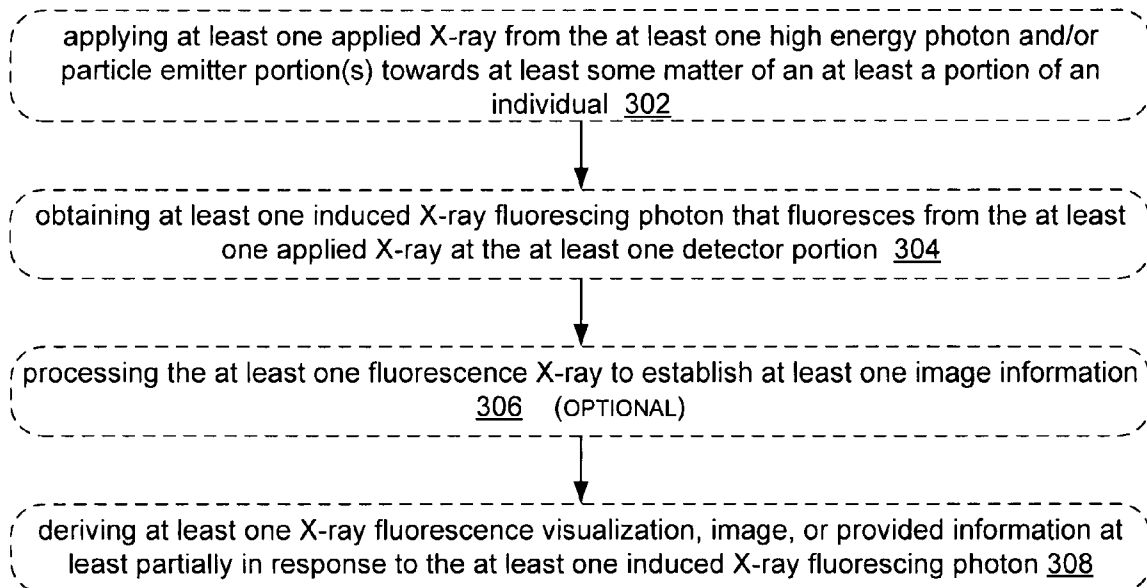 applying at least one applied X-ray from the at least one high energy photon and/or
particle emitter portion(s) towards at least some matter of an at least a portion of an
individual 302
obtaining at least one induced X-ray fluorescing photon that fluoresces from the at least
one applied X-ray at the at least one detector portion 304
processing the at least one fluorescence X-ray to establish at least one image information
306 (OPTIONAL)
deriving at least one X-ray fluorescence visualization, image, or provided information at
least partially in response to the at least one induced X-ray fluorescing photon 308